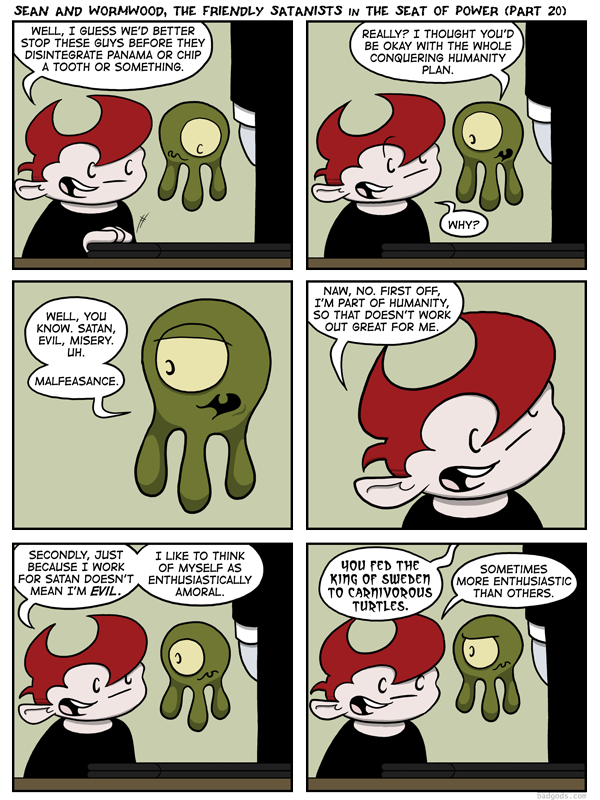 SEAN AND WORMWOOD, THE FRIENDLY SATANISTS IN THE SEAT OF POWER (PART 20)
WELL, I GUESS WE'D BETTER
STOP THESE GUYS BEFORE THEY
DISINTEGRATE PANAMA OR CHIP
A TOOTH OR SOMETHING.
REALLY? I THOUGHT YOU'D
BE OKAY WITH THE WHOLE
CONQUERING HUMANITY
PLAN.
WHY?
WELL, YOU
KNOW. SATAN,
EVIL, MISERY.
UH.
MALFEASANCE.
NAW, NO. FIRST OFF,
I'M PART OF HUMANITY,
SO THAT DOESN'T WORK
OUT GREAT FOR ME.
SECONDLY, JUST
BECAUSE I WORK
FOR SATAN DOESN'T
MEAN I'M EVIL.
I LIKE TO THINK
OF MYSELF AS
ENTHUSIASTICALLY
AMORAL.
YOU FED THE
KING OF SWEDEN
TO CARNIVOROUS
TURTLES.
SOMETIMES
MORE ENTHUSIASTIC
THAN OTHERS.
badgods.com